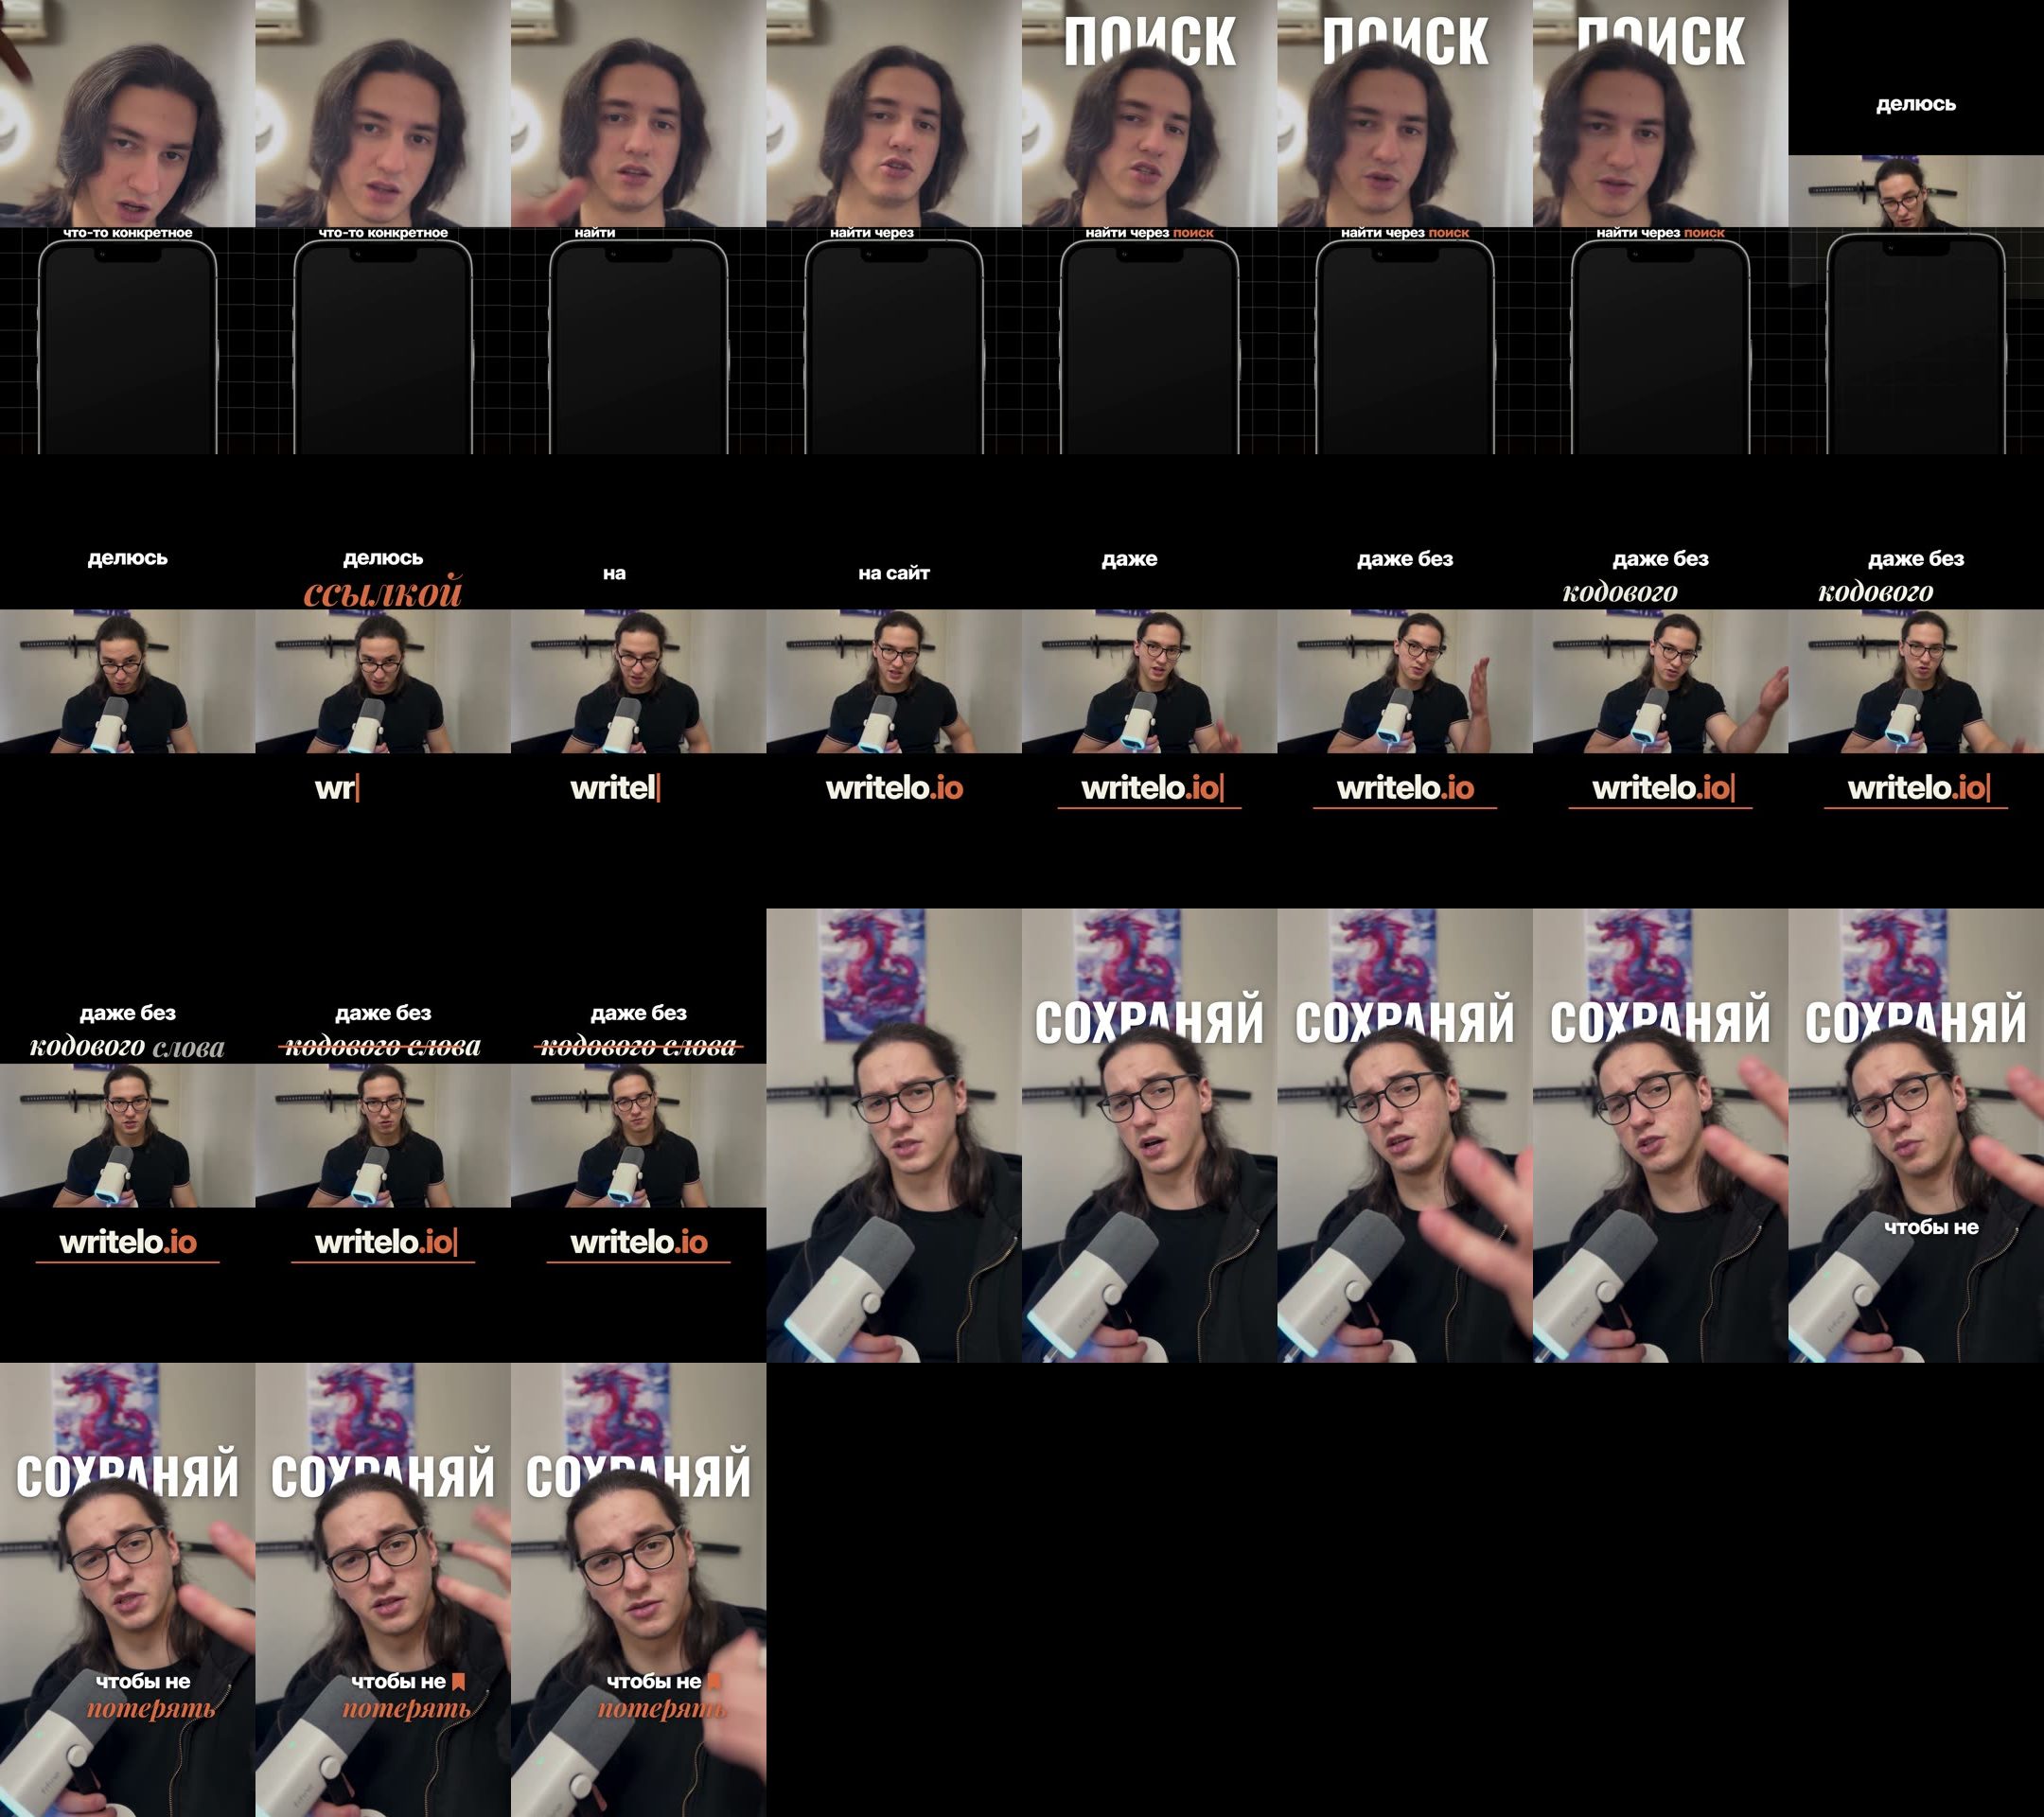 что-то конкретное
что-то конкретное
найти
найти через
ПОИСК
найти через поиск
ПОИСК
найти через поиск
ПОИСК
найти через поиск
делюсь
делюсь
делюсь
ссылкой
wr
на
writel
на сайт
writelo.io
даже
writelo.io
даже без
writelo.io
даже без
кодового
writelo.io
даже без
кодового
writelo.io
даже без
кодового слова
writelo.io
даже без
кодового слова
writelo.io
даже без
кодового слова
writelo.io
СОХРАНЯЙ
СОХРАНЯЙ
СОХРАНЯЙ
СОХРАНЯЙ
чтобы не
СОХРАНЯЙ
чтобы не
потерять
СОХРАНЯЙ
чтобы не
потерять
СОХРАНЯЙ
чтобы не
потерять